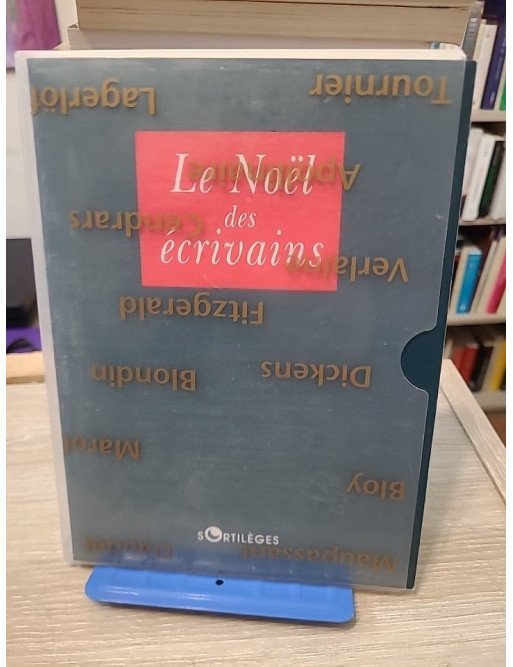 Lagerlöf
Tournier
Apollinaire
Le Noël
des
écrivains
Cendrars
Verlaine
Fitzgerald
Blondin
Dickens
Marot
Bloy
SORTILÈGES
Daudet
Maupassant